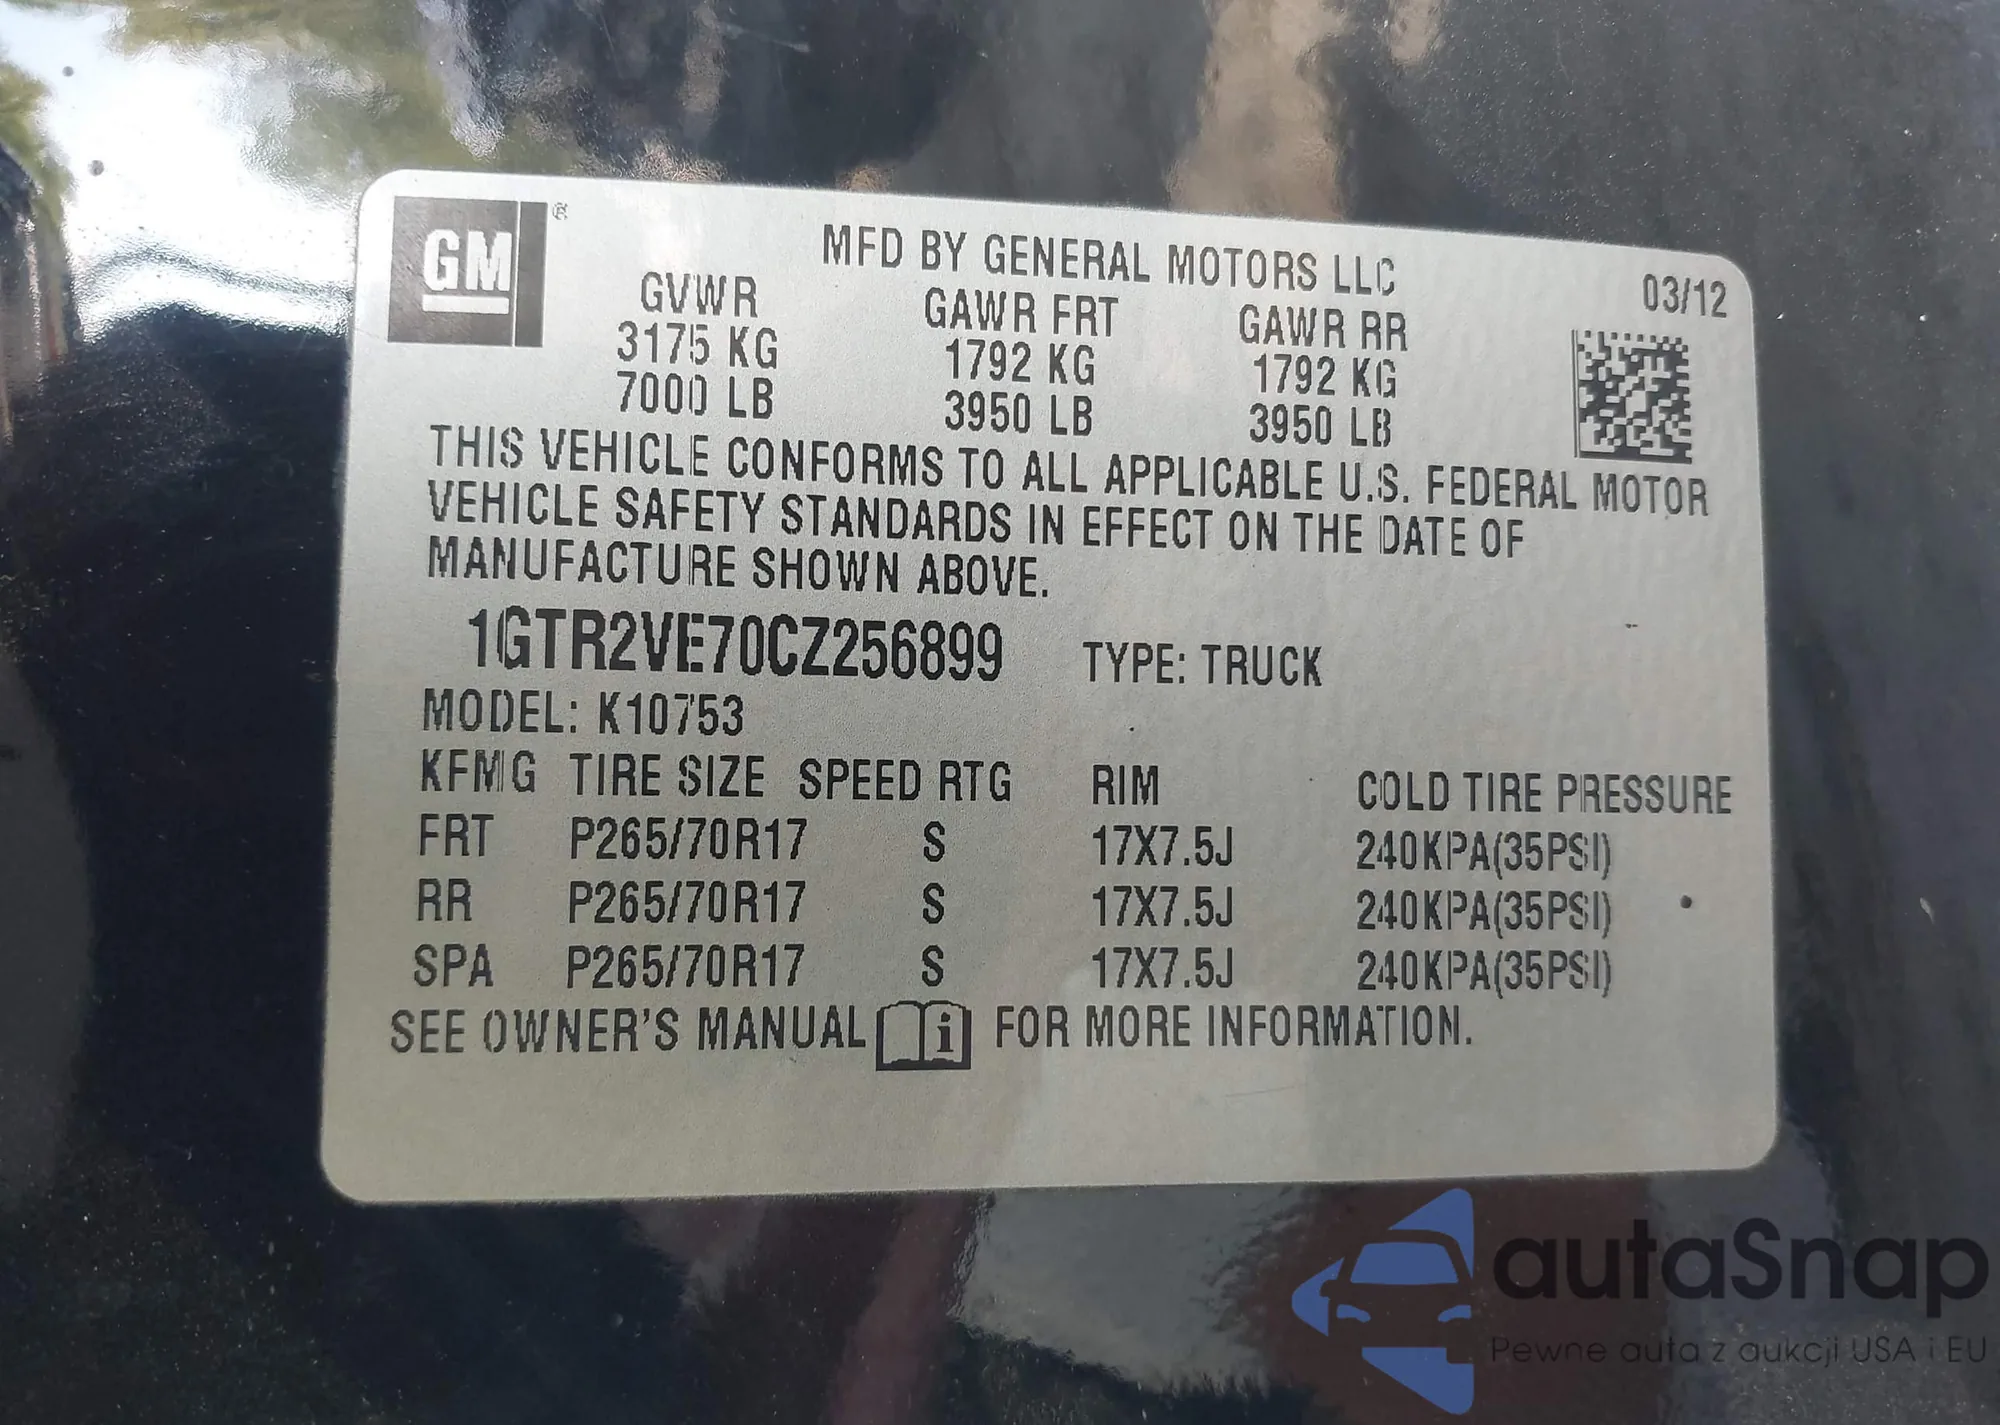 GM ®
MFD BY GENERAL MOTORS LLC
03/12
GVWR GAWR FRT GAWR RR
3175 KG 1792 KG 1792 KG
7000 LB 3950 LB 3950 LB
THIS VEHICLE CONFORMS TO ALL APPLICABLE U.S. FEDERAL MOTOR
VEHICLE SAFETY STANDARDS IN EFFECT ON THE DATE OF
MANUFACTURE SHOWN ABOVE.
1GTR2VE70CZ256899 TYPE: TRUCK
MODEL: K10753
KFMG TIRE SIZE SPEED RTG RIM COLD TIRE PRESSURE
FRT P265/70R17 S 17X7.5J 240KPA(35PSI)
RR P265/70R17 S 17X7.5J 240KPA(35PSI)
SPA P265/70R17 S 17X7.5J 240KPA(35PSI)
SEE OWNER'S MANUAL i FOR MORE INFORMATION.
autaSnap
Pewne auta z aukcji USA i EU